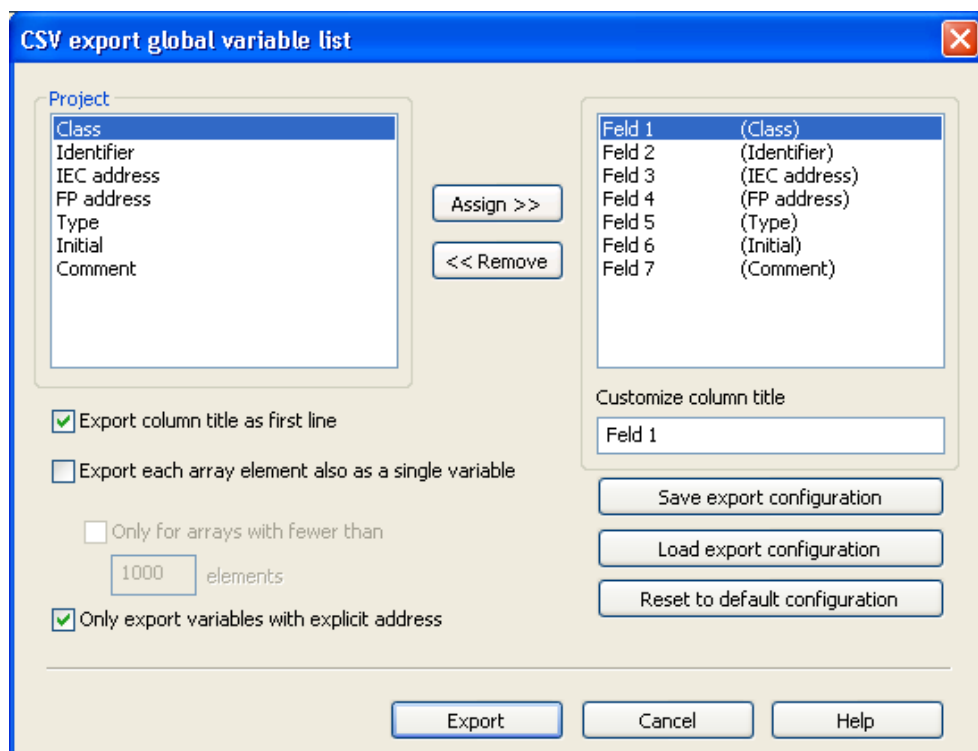 CSV export global variable list
Project
Class
Identifier
IEC address
FP address
Type
Initial
Comment
Assign >>
<< Remove
Feld 1 (Class)
Feld 2 (Identifier)
Feld 3 (IEC address)
Feld 4 (FP address)
Feld 5 (Type)
Feld 6 (Initial)
Feld 7 (Comment)
Customize column title
Feld 1
Export column title as first line
Export each array element also as a single variable
Only for arrays with fewer than
1000 elements
Only export variables with explicit address
Save export configuration
Load export configuration
Reset to default configuration
Export
Cancel
Help